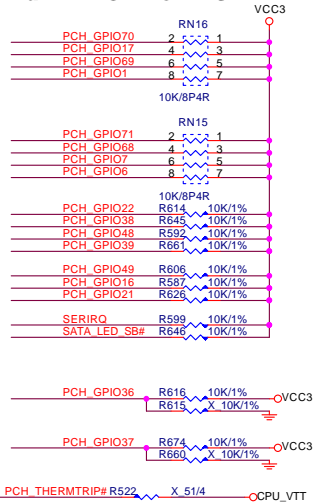 VCC3
RN16
PCH_GPIO70 2 1
PCH_GPIO17 4 3
PCH_GPIO69 6 5
PCH_GPIO1 8 7
10K/8P4R
RN15
PCH_GPIO71 2 1
PCH_GPIO68 4 3
PCH_GPIO7 6 5
PCH_GPIO6 8 7
10K/8P4R
PCH_GPIO22 R614 10K/1%
PCH_GPIO38 R645 10K/1%
PCH_GPIO48 R592 10K/1%
PCH_GPIO39 R661 10K/1%
PCH_GPIO49 R606 10K/1%
PCH_GPIO16 R587 10K/1%
PCH_GPIO21 R626 10K/1%
SERIRQ R599 10K/1%
SATA_LED_SB# R646 10K/1%
PCH_GPIO36 R616 10K/1% VCC3
R615 X_10K/1%
PCH_GPIO37 R674 10K/1% VCC3
R660 X_10K/1%
PCH_THERMTRIP# R522 X_51/4 CPU_VTT